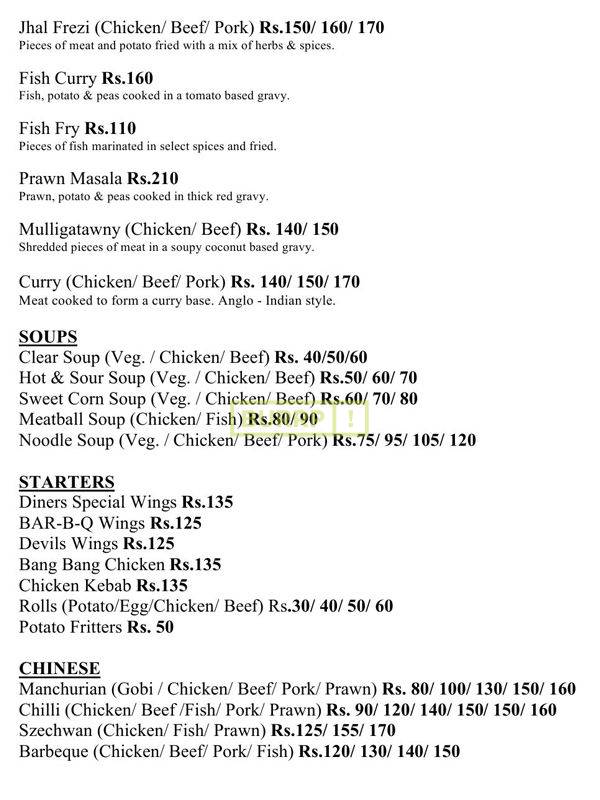 Jhal Frezi (Chicken/ Beef/ Pork) Rs.150/ 160/ 170
Pieces of meat and potato fried with a mix of herbs & spices.
Fish Curry Rs.160
Fish, potato & peas cooked in a tomato based gravy.
Fish Fry Rs.110
Pieces of fish marinated in select spices and fried.
Prawn Masala Rs.210
Prawn, potato & peas cooked in thick red gravy.
Mulligatawny (Chicken/ Beef) Rs. 140/ 150
Shredded pieces of meat in a soupy coconut based gravy.
Curry (Chicken/ Beef/ Pork) Rs. 140/ 150/ 170
Meat cooked to form a curry base. Anglo - Indian style.
SOUPS
Clear Soup (Veg. / Chicken/ Beef) Rs. 40/50/60
Hot & Sour Soup (Veg. / Chicken/ Beef) Rs.50/ 60/ 70
Sweet Corn Soup (Veg. / Chicken/ Beef) Rs.60/ 70/ 80
Meatball Soup (Chicken/ Fish) Rs.80/ 90
Noodle Soup (Veg. / Chicken/ Beef/ Pork) Rs.75/ 95/ 105/ 120
STARTERS
Diners Special Wings Rs.135
BAR-B-Q Wings Rs.125
Devils Wings Rs.125
Bang Bang Chicken Rs.135
Chicken Kebab Rs.135
Rolls (Potato/Egg/Chicken/ Beef) Rs.30/ 40/ 50/ 60
Potato Fritters Rs. 50
CHINESE
Manchurian (Gobi / Chicken/ Beef/ Pork/ Prawn) Rs. 80/ 100/ 130/ 150/ 160
Chilli (Chicken/ Beef /Fish/ Pork/ Prawn) Rs. 90/ 120/ 140/ 150/ 150/ 160
Szechwan (Chicken/ Fish/ Prawn) Rs.125/ 155/ 170
Barbeque (Chicken/ Beef/ Pork/ Fish) Rs.120/ 130/ 140/ 150